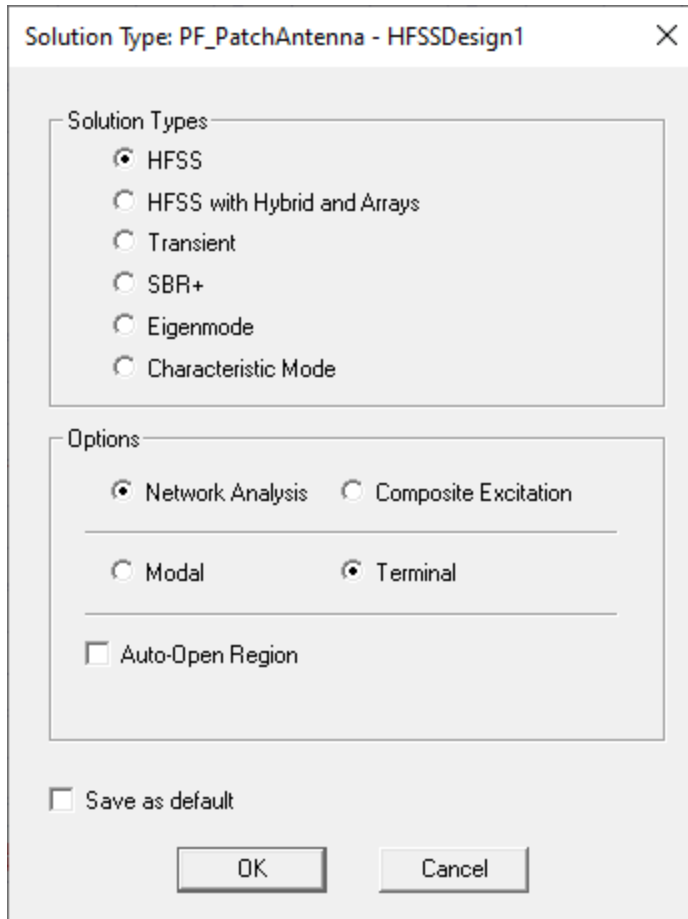 Solution Type: PF_PatchAntenna - HFSSDesign1
Solution Types
HFSS
HFSS with Hybrid and Arrays
Transient
SBR+
Eigenmode
Characteristic Mode
Options
Network Analysis Composite Excitation
Modal Terminal
Auto-Open Region
Save as default
OK Cancel